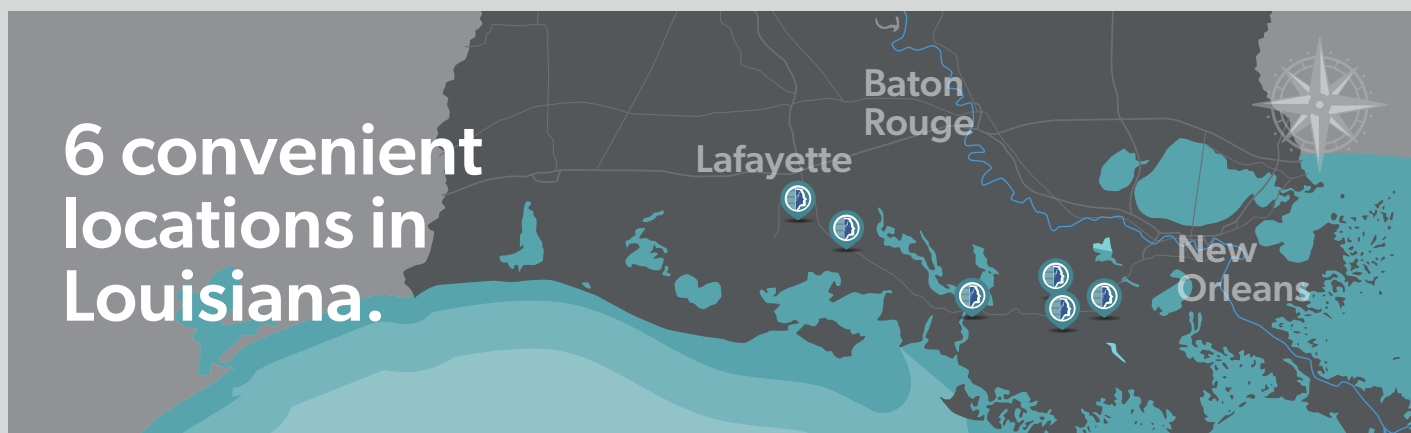 6 convenient
locations in
Louisiana.
Baton
Rouge
Lafayette
New
Orleans